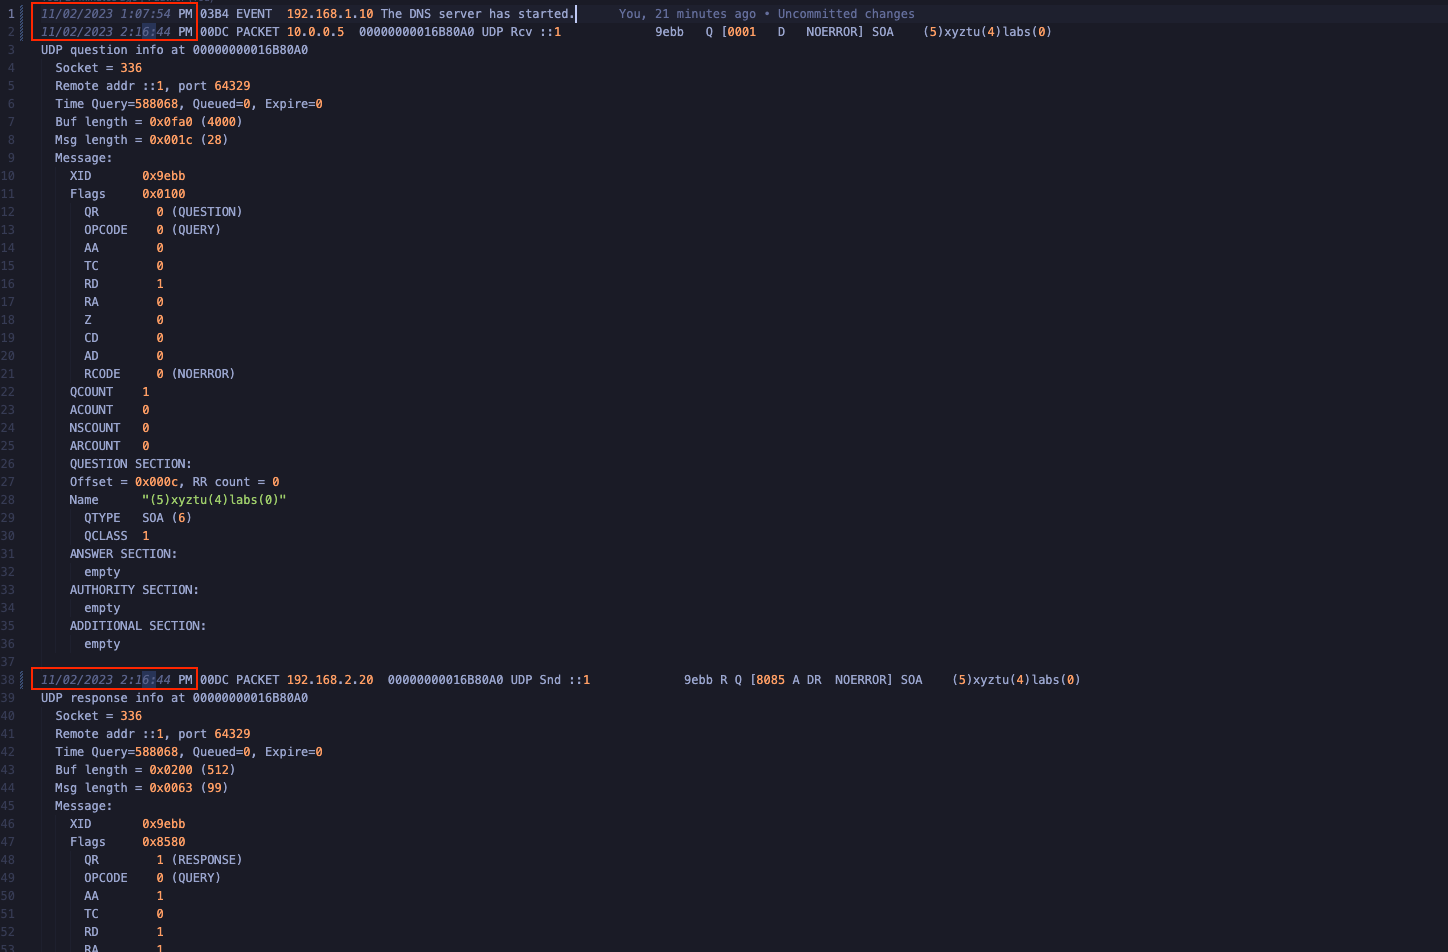 1 11/02/2023 1:07:54 PM 03B4 EVENT 192.168.1.10 The DNS server has started. You, 21 minutes ago • Uncommitted changes
2 11/02/2023 2:16:44 PM 00DC PACKET 10.0.0.5 00000000016B80A0 UDP Rcv ::1 9ebb Q [0001 D NOERROR] SOA (5)xyztu(4)labs(0)
3 UDP question info at 00000000016B80A0
4 Socket = 336
5 Remote addr ::1, port 64329
6 Time Query=588068, Queued=0, Expire=0
7 Buf length = 0x0fa0 (4000)
8 Msg length = 0x001c (28)
9 Message:
10 XID 0x9ebb
11 Flags 0x0100
12 QR 0 (QUESTION)
13 OPCODE 0 (QUERY)
14 AA 0
15 TC 0
16 RD 1
17 RA 0
18 Z 0
19 CD 0
20 AD 0
21 RCODE 0 (NOERROR)
22 QCOUNT 1
23 ACOUNT 0
24 NSCOUNT 0
25 ARCOUNT 0
26 QUESTION SECTION:
27 Offset = 0x000c, RR count = 0
28 Name "(5)xyztu(4)labs(0)"
29 QTYPE SOA (6)
30 QCLASS 1
31 ANSWER SECTION:
32 empty
33 AUTHORITY SECTION:
34 empty
35 ADDITIONAL SECTION:
36 empty
37
38 11/02/2023 2:16:44 PM 00DC PACKET 192.168.2.20 00000000016B80A0 UDP Snd ::1 9ebb R Q [8085 A DR NOERROR] SOA (5)xyztu(4)labs(0)
39 UDP response info at 00000000016B80A0
40 Socket = 336
41 Remote addr ::1, port 64329
42 Time Query=588068, Queued=0, Expire=0
43 Buf length = 0x0200 (512)
44 Msg length = 0x0063 (99)
45 Message:
46 XID 0x9ebb
47 Flags 0x8580
48 QR 1 (RESPONSE)
49 OPCODE 0 (QUERY)
50 AA 1
51 TC 0
52 RD 1
53 RA 1